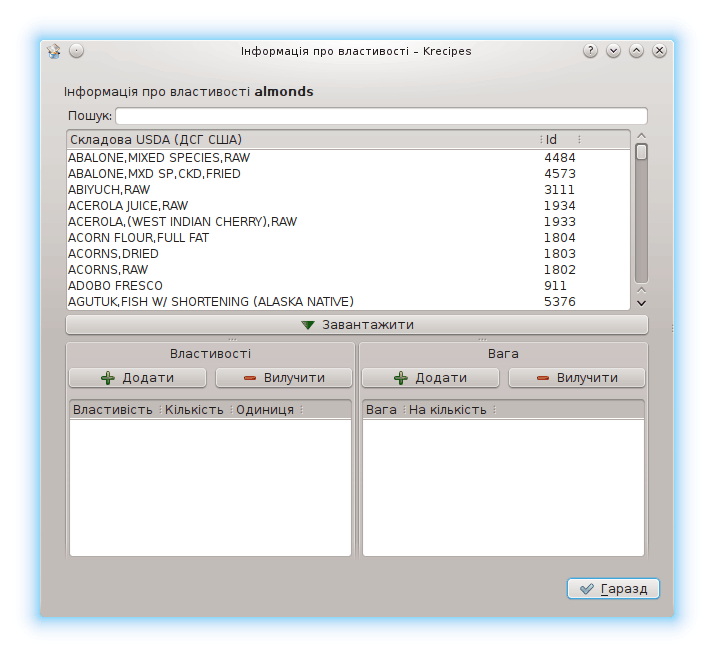 Інформація про властивості – Krecipes
Інформація про властивості almonds
Пошук:
Складова USDA (ДСГ США) Id
ABALONE,MIXED SPECIES,RAW 4484
ABALONE,MXD SP,CKD,FRIED 4573
ABIYUCH,RAW 3111
ACEROLA JUICE,RAW 1934
ACEROLA,(WEST INDIAN CHERRY),RAW 1933
ACORN FLOUR,FULL FAT 1804
ACORNS,DRIED 1803
ACORNS,RAW 1802
ADOBO FRESCO 911
AGUTUK,FISH W/ SHORTENING (ALASKA NATIVE) 5376
Завантажити
Властивості Вага
Додати Вилучити Додати Вилучити
Властивість Кількість Одиниця Вага На кількість
Гаразд